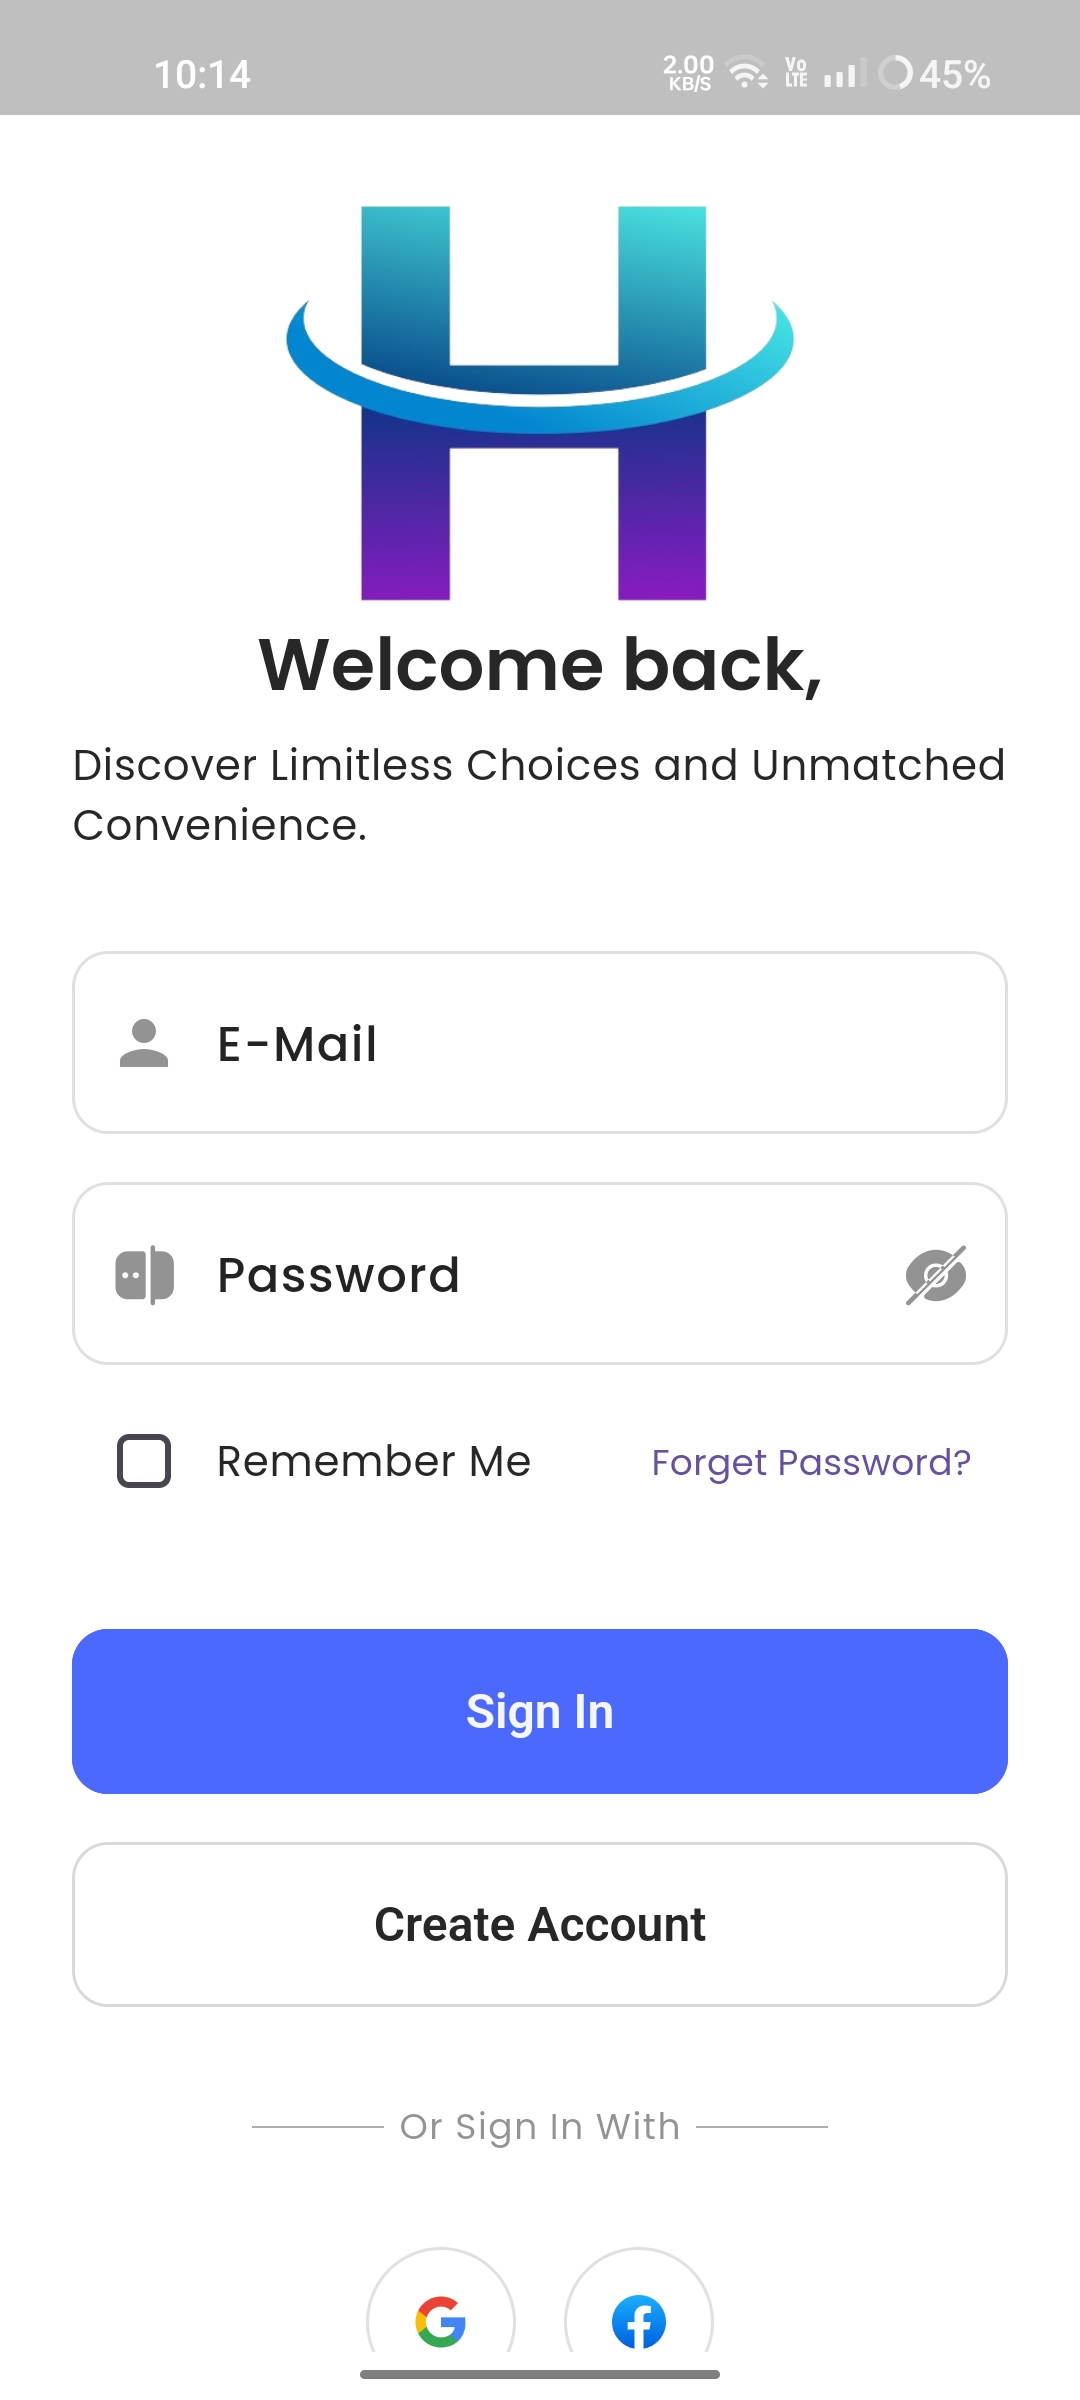 10:14
2.00
KB/S
Vo
LTE
45%
H
Welcome back,
Discover Limitless Choices and Unmatched
Convenience.
E-Mail
Password
Remember Me
Forget Password?
Sign In
Create Account
Or Sign In With